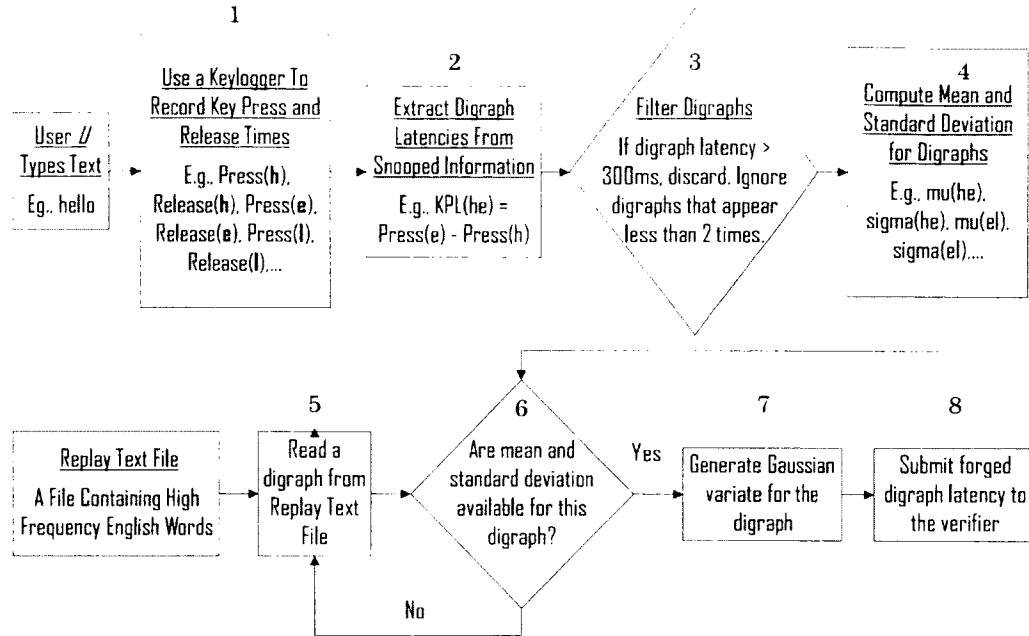 1
Use a Keylogger To
Record Key Press and
Release Times
E.g., Press(h),
Release(h), Press(e),
Release(e), Press(l),
Release(l),...
User //
Types Text
Eg., hello
2
Extract Digraph
Latencies From
Snooped Information
E.g., KPL(he) =
Press(e) - Press(h)
3
Filter Digraphs
If digraph latency >
300ms, discard. Ignore
digraphs that appear
less than 2 times.
4
Compute Mean and
Standard Deviation
for Digraphs
E.g., mu(he),
sigma(he), mu(el),
sigma(el),...
Replay Text File
A File Containing High
Frequency English Words
5
Read a
digraph from
Replay Text
File
6
Are mean and
standard deviation
available for this
digraph?
Yes
No
7
Generate Gaussian
variate for the
digraph
8
Submit forged
digraph latency to
the verifier